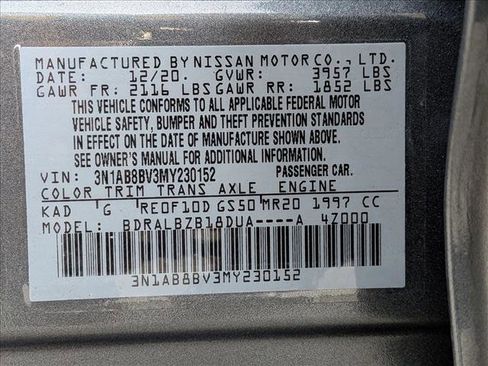 MANUFACTURED BY NISSAN MOTOR CO., LTD.
DATE: 12/20. GVWR: 3957 LBS
GAWR FR: 2116 LBS GAWR RR: 1852 LBS
THIS VEHICLE CONFORMS TO ALL APPLICABLE FEDERAL MOTOR
VEHICLE SAFETY, BUMPER AND THEFT PREVENTION STANDARDS
IN EFFECT ON THE DATE OF MANUFACTURE SHOWN ABOVE.
SEE OWNER'S MANUAL FOR ADDITIONAL INFORMATION.
VIN: 3N1AB8BV3MY230152 PASSENGER CAR.
COLOR TRIM TRANS AXLE ENGINE
KAD G RE0F10D GS50 MR20 1997 CC
MODEL: BDRALBZB18DUA----A 4Z000
3N1AB8BV3MY230152